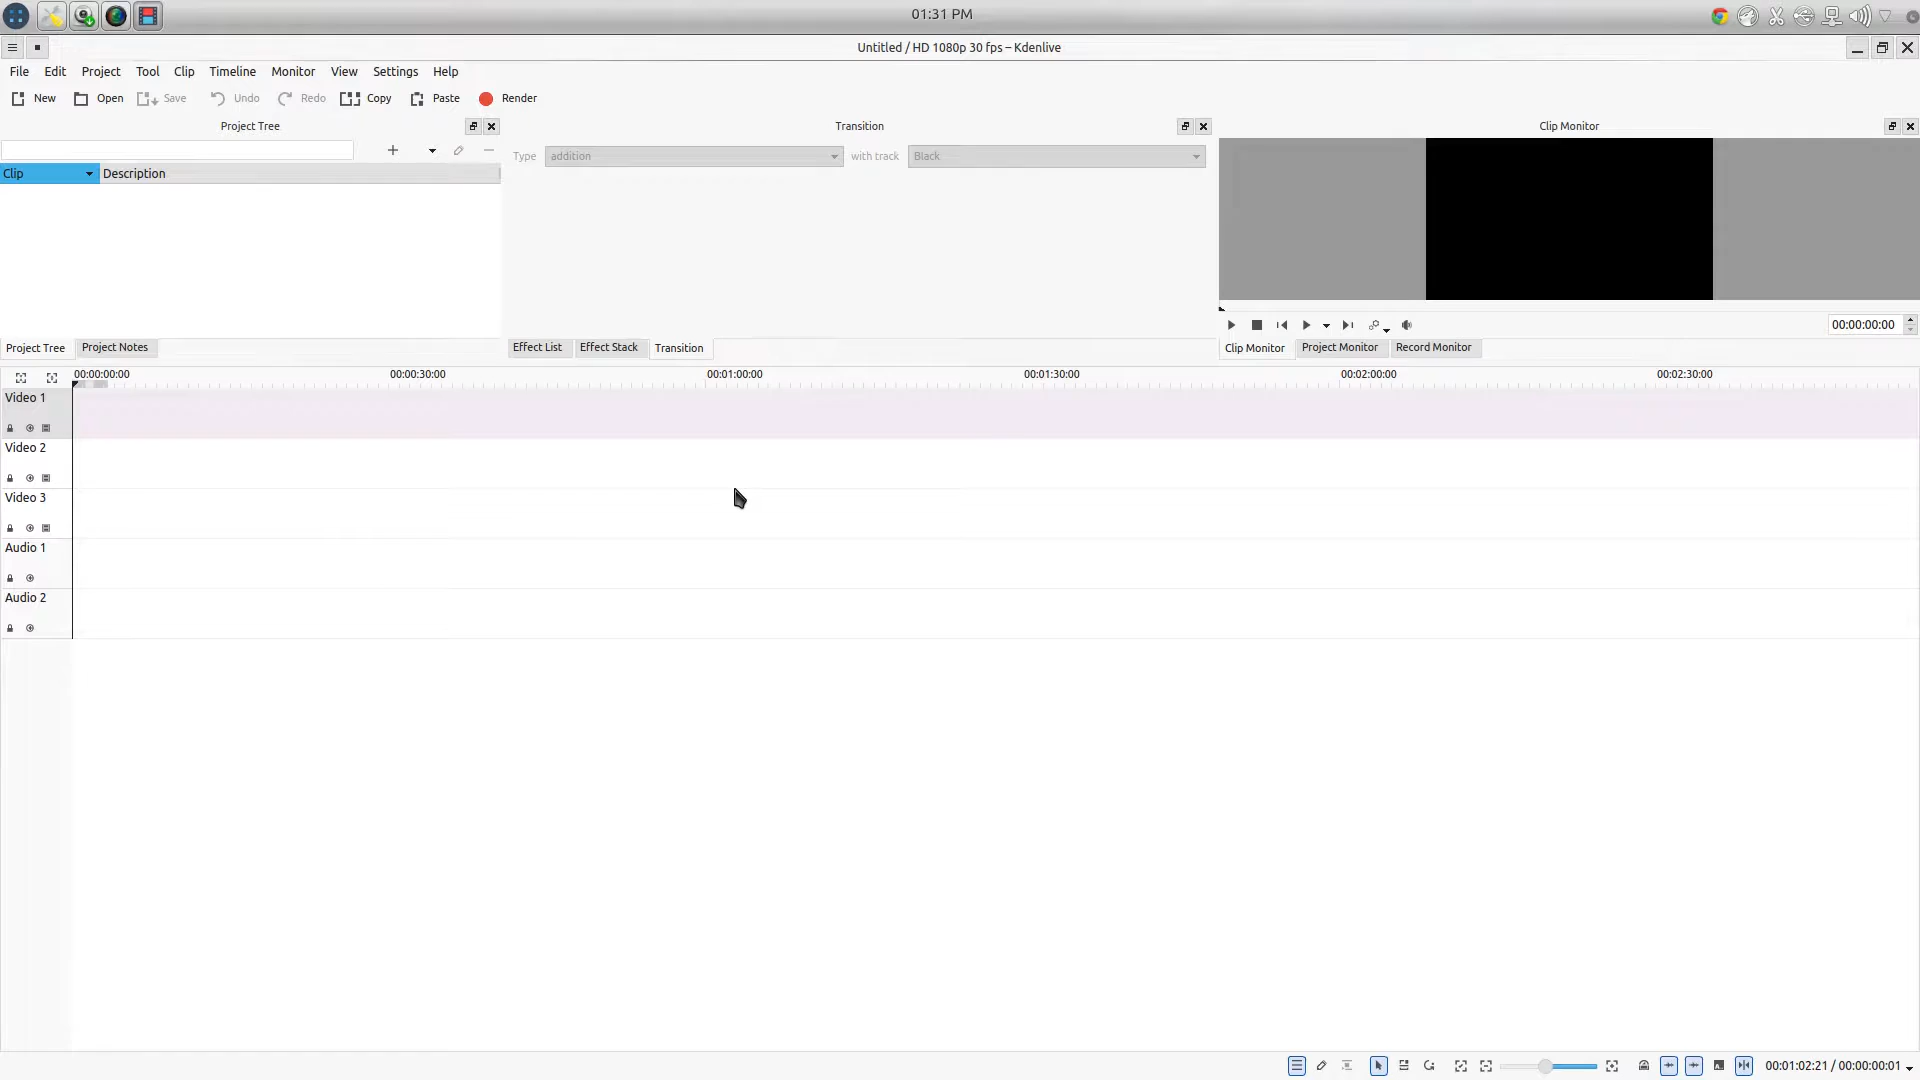 01:31 PM
Untitled / HD 1080p 30 fps – Kdenlive
File Edit Project Tool Clip Timeline Monitor View Settings Help
New Open Save Undo Redo Copy Paste Render
Project Tree Transition Clip Monitor
Type addition with track Black
Clip Description
00:00:00:00
Project Tree Project Notes Effect List Effect Stack Transition Clip Monitor Project Monitor Record Monitor
00:00:00:00 00:00:30:00 00:01:00:00 00:01:30:00 00:02:00:00 00:02:30:00
Video 1
Video 2
Video 3
Audio 1
Audio 2
00:01:02:21 / 00:00:00:01